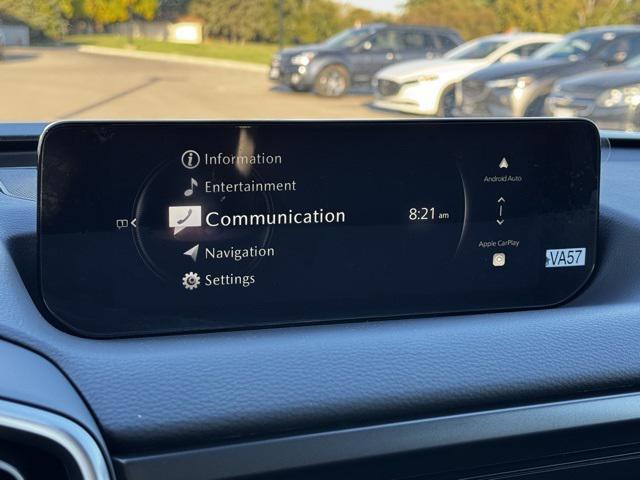 Information
Entertainment
Communication
8:21 am
Navigation
Settings
Android Auto
Apple CarPlay
VA57